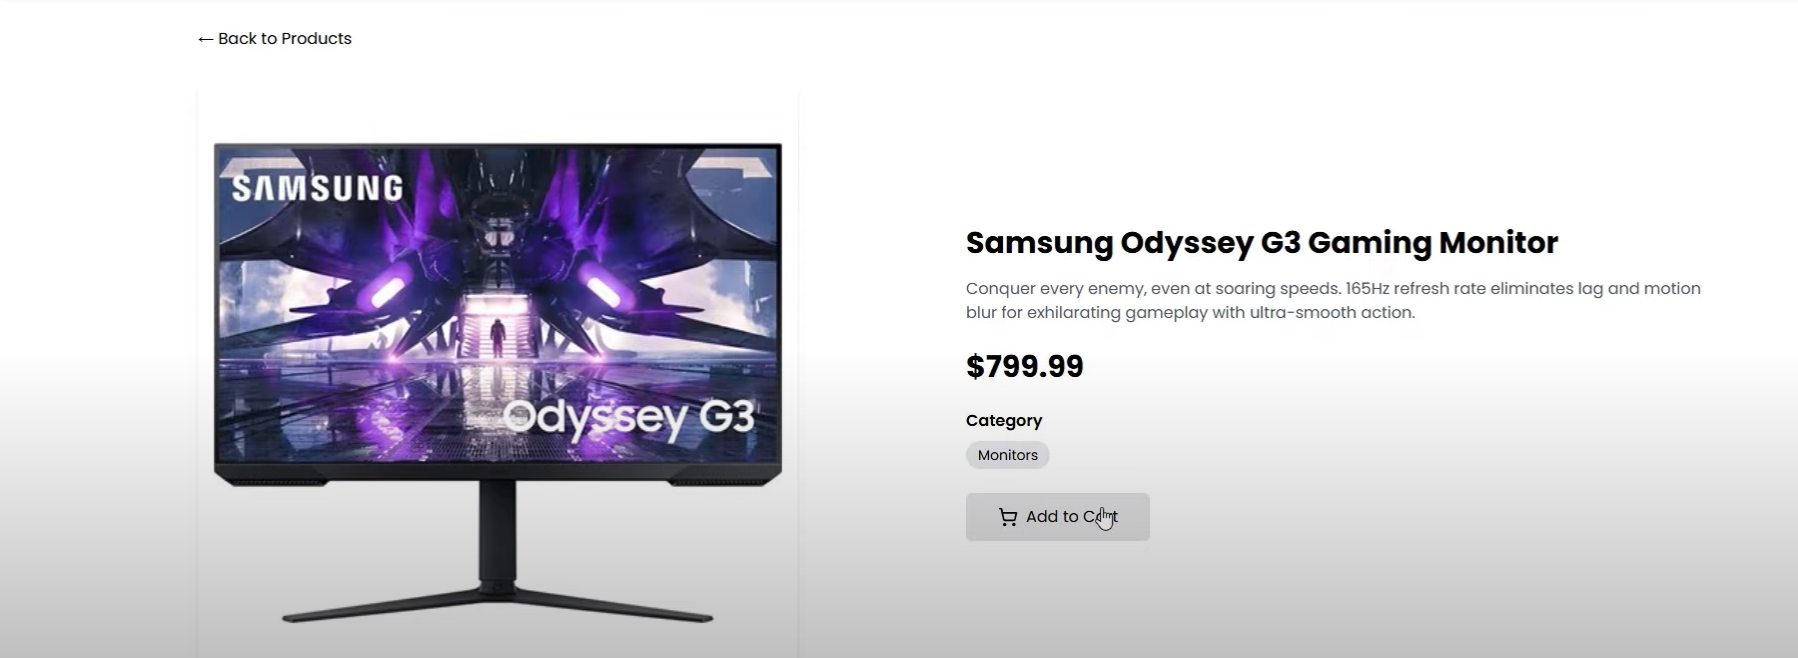 ← Back to Products
SAMSUNG
Odyssey G3
Samsung Odyssey G3 Gaming Monitor
Conquer every enemy, even at soaring speeds. 165Hz refresh rate eliminates lag and motion
blur for exhilarating gameplay with ultra-smooth action.
$799.99
Category
Monitors
Add to Cart